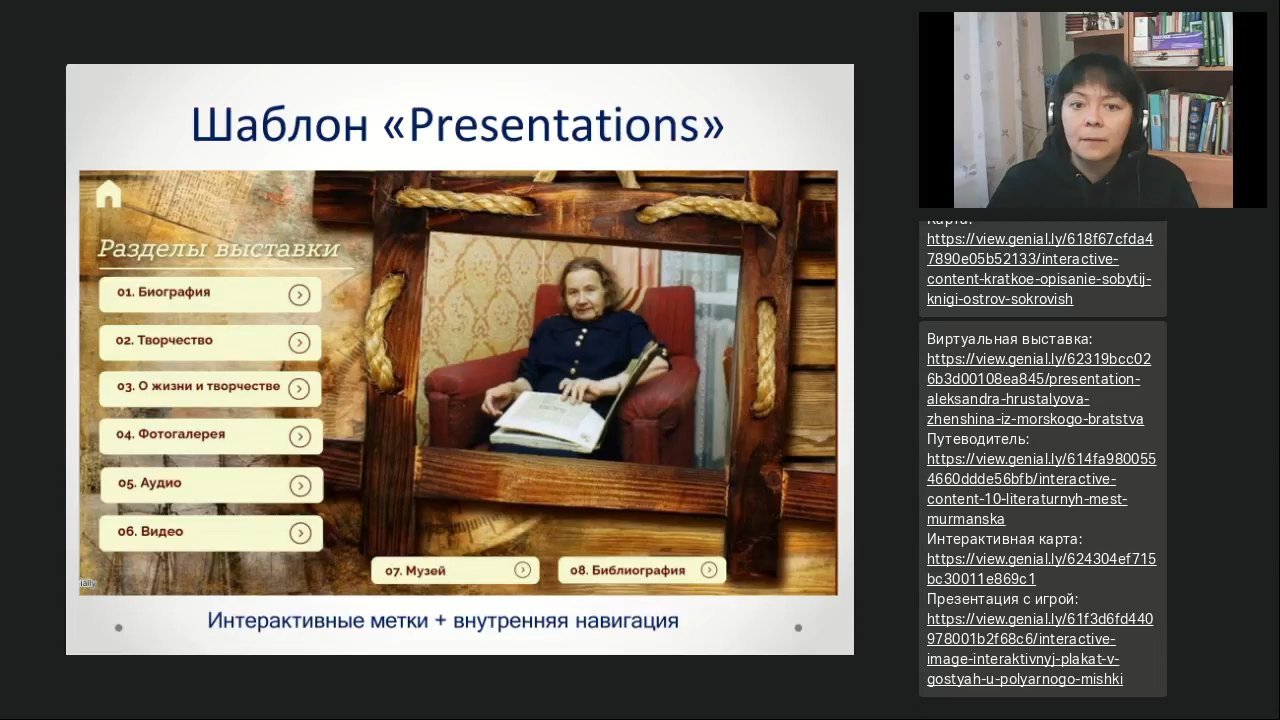 Шаблон «Presentations»
Разделы выставки
01. Биография
02. Творчество
03. О жизни и творчестве
04. Фотогалерея
05. Аудио
06. Видео
07. Музей
08. Библиография
Интерактивные метки + внутренняя навигация
Карта:
https://view.genial.ly/618f67cfda4
7890e05b52133/interactive-
content-kratkoe-opisanie-sobytij-
knigi-ostrov-sokrovish
Виртуальная выставка:
https://view.genial.ly/62319bcc02
6b3d00108ea845/presentation-
aleksandra-hrustalyova-
zhenshina-iz-morskogo-bratstva
Путеводитель:
https://view.genial.ly/614fa980055
4660ddde56bfb/interactive-
content-10-literaturnyh-mest-
murmanska
Интерактивная карта:
https://view.genial.ly/624304ef715
bc30011e869c1
Презентация с игрой:
https://view.genial.ly/61f3d6fd440
978001b2f68c6/interactive-
image-interaktivnyj-plakat-v-
gostyah-u-polyarnogo-mishki